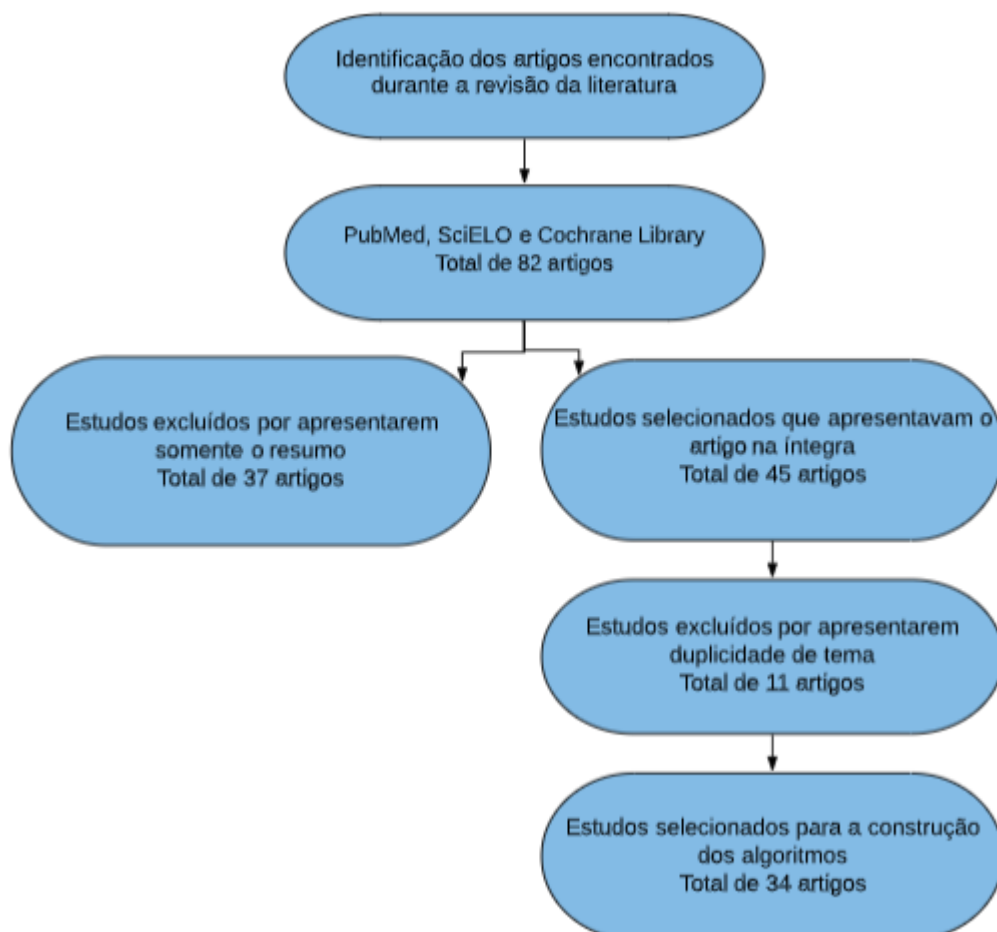 Identificação dos artigos encontrados
durante a revisão da literatura
PubMed, SciELO e Cochrane Library
Total de 82 artigos
Estudos excluídos por apresentarem
somente o resumo
Total de 37 artigos
Estudos selecionados que apresentavam o
artigo na íntegra
Total de 45 artigos
Estudos excluídos por apresentarem
duplicidade de tema
Total de 11 artigos
Estudos selecionados para a construção
dos algoritmos
Total de 34 artigos